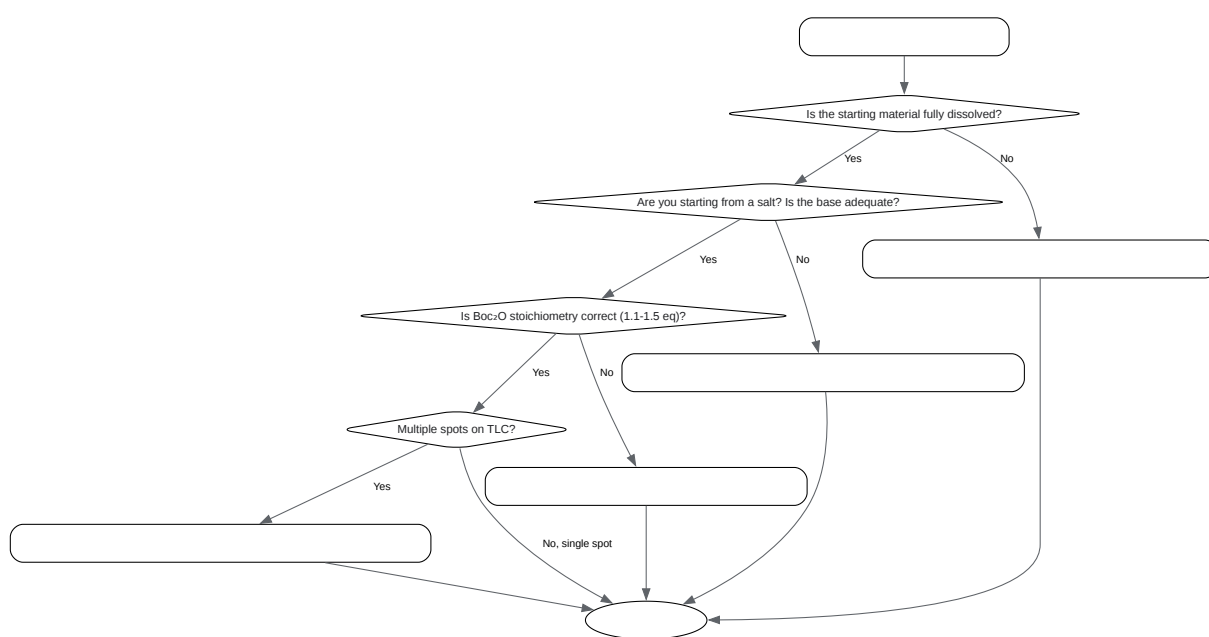 Is the starting material fully dissolved?
Yes
No
Are you starting from a salt? Is the base adequate?
Yes
No
Is Boc₂O stoichiometry correct (1.1-1.5 eq)?
Yes
No
Multiple spots on TLC?
Yes
No, single spot